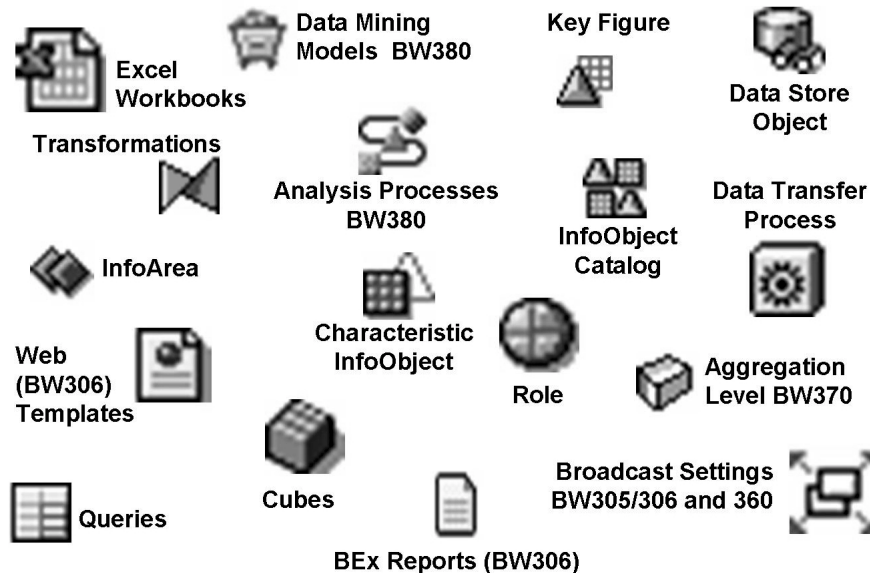 Data Mining
Models BW380
Key Figure
Excel
Workbooks
Data Store
Object
Transformations
Analysis Processes
BW380
InfoObject
Catalog
Data Transfer
Process
InfoArea
Characteristic
InfoObject
Web
(BW306)
Templates
Role
Aggregation
Level BW370
Cubes
Broadcast Settings
BW305/306 and 360
Queries
BEx Reports (BW306)